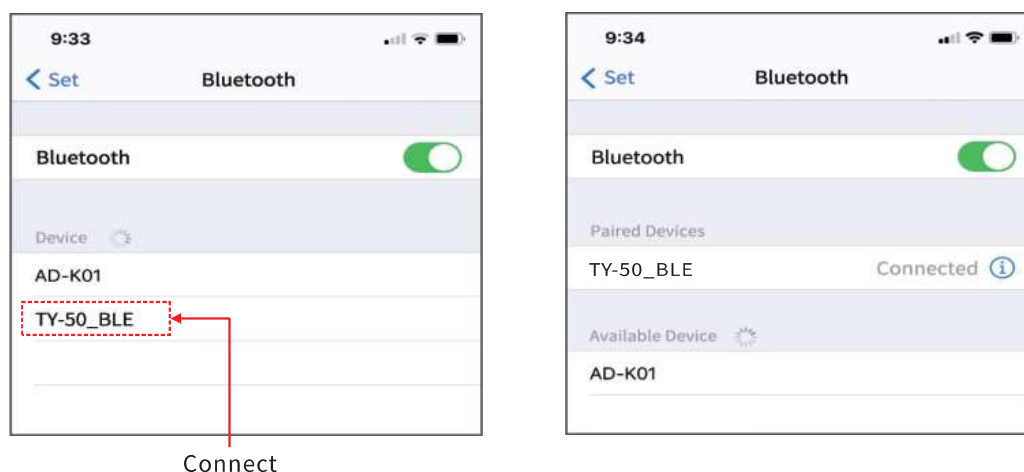 9:33
Set Bluetooth
Bluetooth
Device
AD-K01
TY-50_BLE
Connect
9:34
Set Bluetooth
Bluetooth
Paired Devices
TY-50_BLE Connected
Available Device
AD-K01